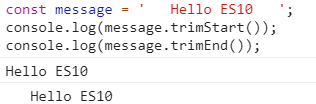 const message = '   Hello ES10   ';
console.log(message.trimStart());
console.log(message.trimEnd());
Hello ES10
   Hello ES10